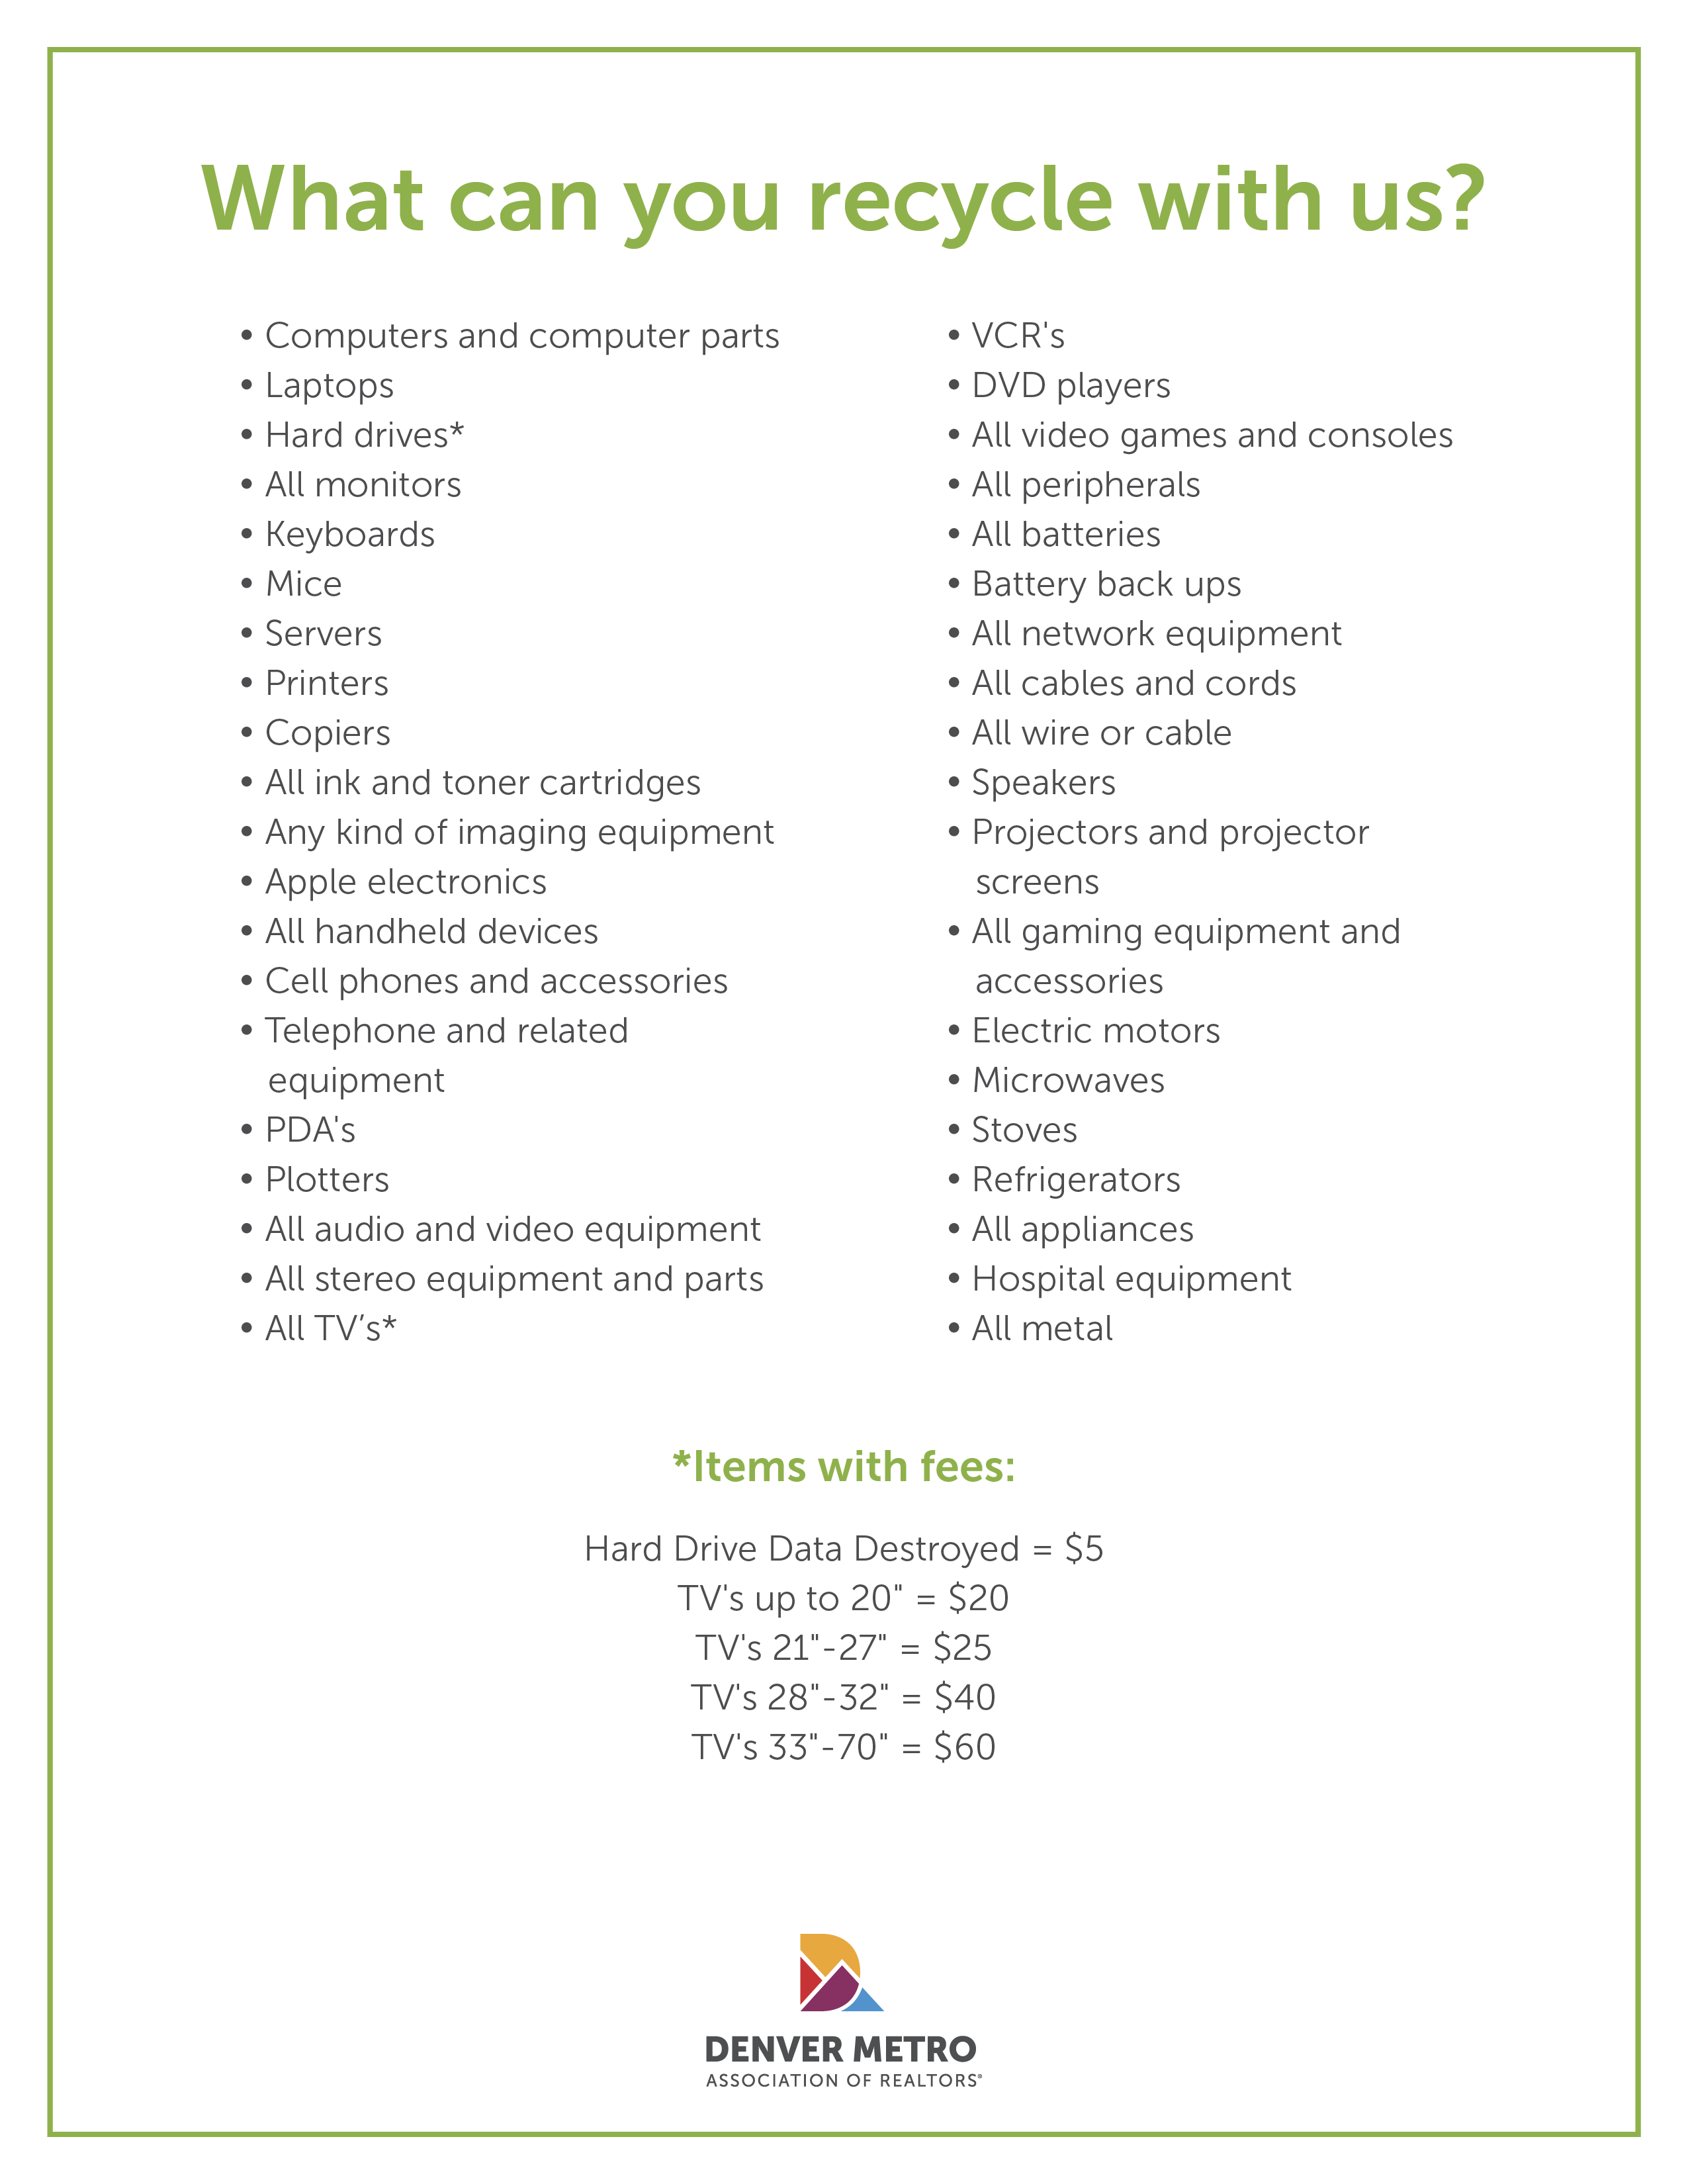 What can you recycle with us?
• Computers and computer parts
• Laptops
• Hard drives*
• All monitors
• Keyboards
• Mice
• Servers
• Printers
• Copiers
• All ink and toner cartridges
• Any kind of imaging equipment
• Apple electronics
• All handheld devices
• Cell phones and accessories
• Telephone and related
equipment
• PDA's
• Plotters
• All audio and video equipment
• All stereo equipment and parts
• All TV’s*
• VCR's
• DVD players
• All video games and consoles
• All peripherals
• All batteries
• Battery back ups
• All network equipment
• All cables and cords
• All wire or cable
• Speakers
• Projectors and projector
screens
• All gaming equipment and
accessories
• Electric motors
• Microwaves
• Stoves
• Refrigerators
• All appliances
• Hospital equipment
• All metal
*Items with fees:
Hard Drive Data Destroyed = $5
TV's up to 20" = $20
TV's 21"-27" = $25
TV's 28"-32" = $40
TV's 33"-70" = $60
DENVER METRO
ASSOCIATION OF REALTORS®